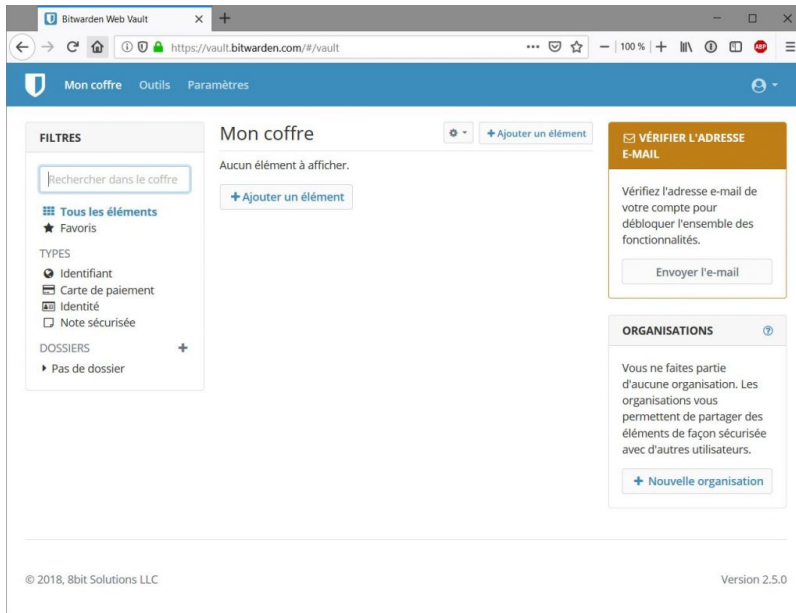 Bitwarden Web Vault
https://vault.bitwarden.com/#/vault
100 %
ABP
Mon coffre Outils Paramètres
FILTRES
Rechercher dans le coffre
Tous les éléments
Favoris
TYPES
Identifiant
Carte de paiement
Identité
Note sécurisée
DOSSIERS
Pas de dossier
Mon coffre
Ajouter un élément
Aucun élément à afficher.
Ajouter un élément
VÉRIFIER L'ADRESSE
E-MAIL
Vérifiez l'adresse e-mail de
votre compte pour
débloquer l'ensemble des
fonctionnalités.
Envoyer l'e-mail
ORGANISATIONS
Vous ne faites partie
d'aucune organisation. Les
organisations vous
permettent de partager des
éléments de façon sécurisée
avec d'autres utilisateurs.
Nouvelle organisation
© 2018, 8bit Solutions LLC
Version 2.5.0